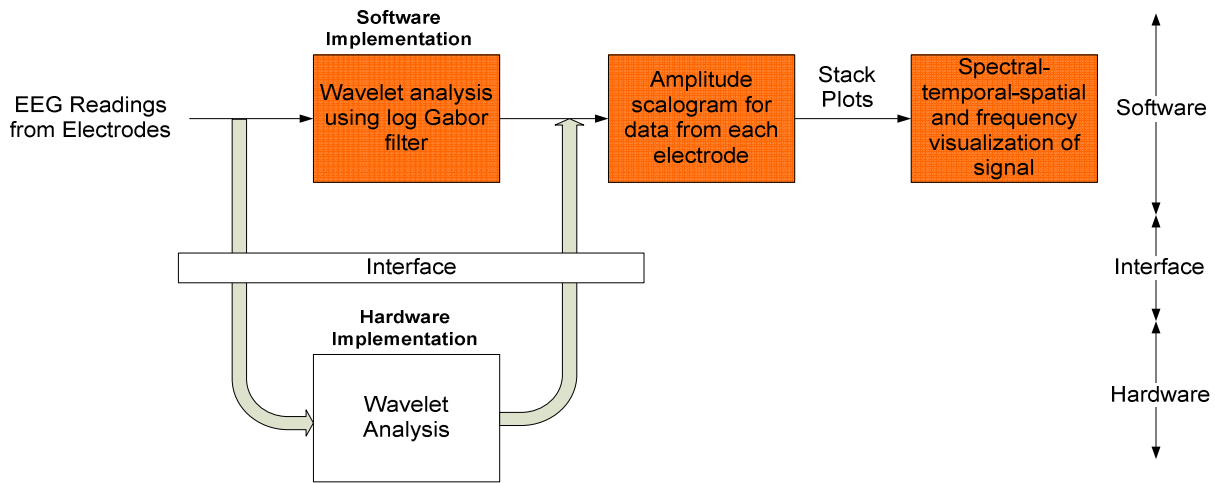 Software
Implementation
EEG Readings
from Electrodes
Wavelet analysis
using log Gabor
filter
Amplitude
scalogram for
data from each
electrode
Stack
Plots
Spectral-
temporal-spatial
and frequency
visualization of
signal
Software
Interface
Interface
Hardware
Implementation
Wavelet
Analysis
Hardware